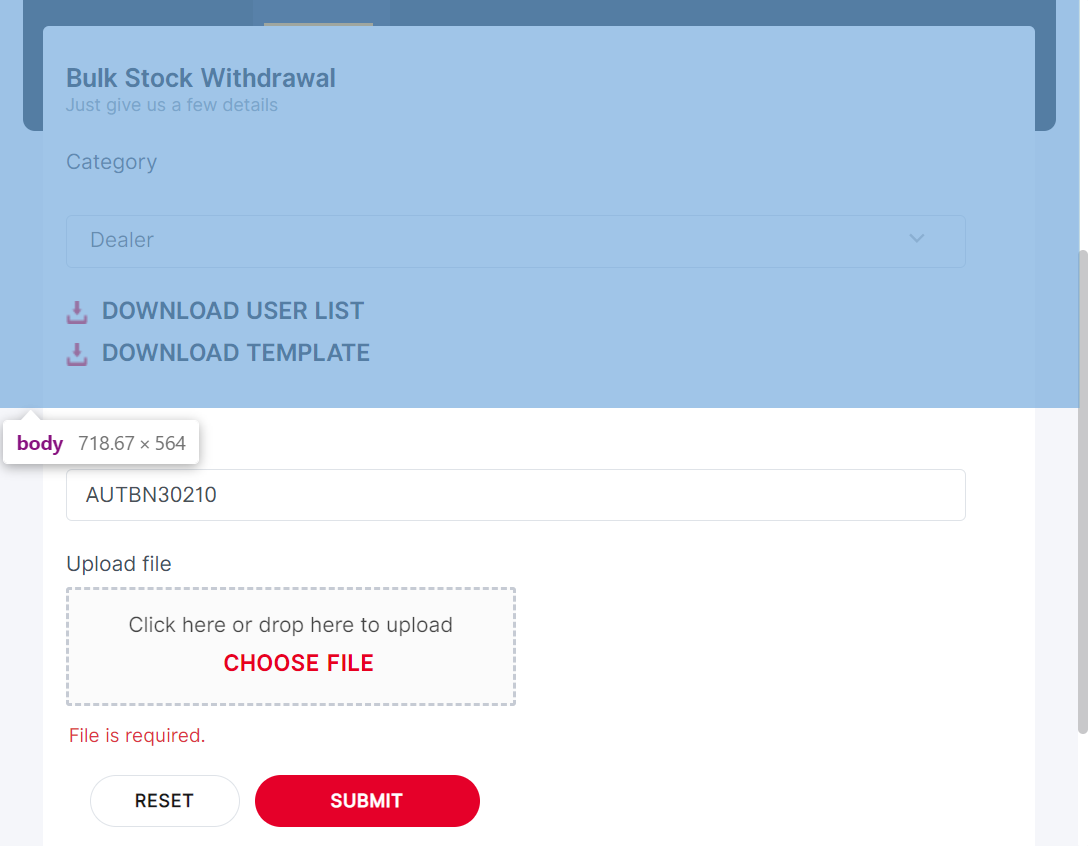 Bulk Stock Withdrawal
Just give us a few details
Category
Dealer
DOWNLOAD USER LIST
DOWNLOAD TEMPLATE
body 718.67 × 564
AUTBN30210
Upload file
Click here or drop here to upload
CHOOSE FILE
File is required.
RESET SUBMIT